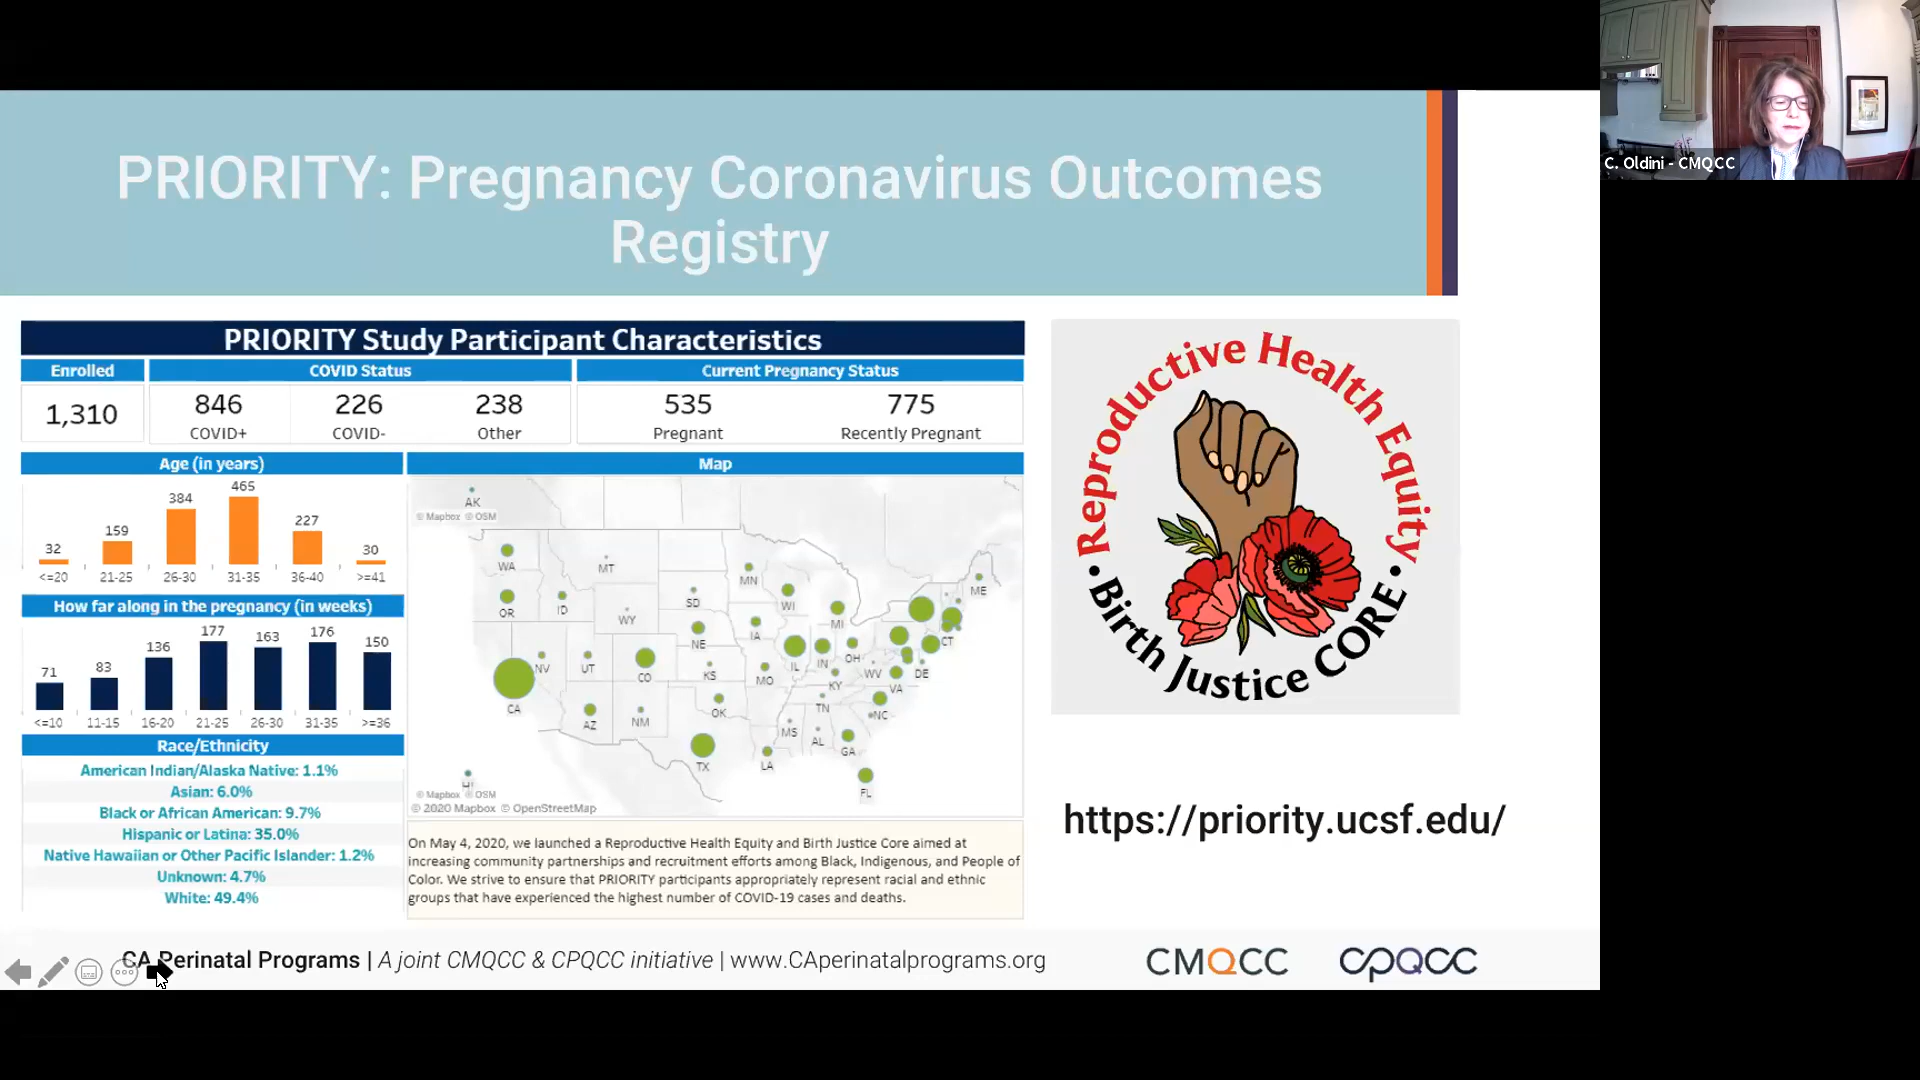 PRIORITY: Pregnancy Coronavirus Outcomes
Registry
C. Oldini - CMQCC
PRIORITY Study Participant Characteristics
Enrolled
COVID Status
Current Pregnancy Status
1,310
846
226
238
535
775
COVID+
COVID-
Other
Pregnant
Recently Pregnant
Age (in years)
32
159
384
465
227
30
<=20
21-25
26-30
31-35
36-40
>=41
How far along in the pregnancy (in weeks)
71
83
136
177
163
176
150
<=10
11-15
16-20
21-25
26-30
31-35
>=36
Race/Ethnicity
American Indian/Alaska Native: 1.1%
Asian: 6.0%
Black or African American: 9.7%
Hispanic or Latina: 35.0%
Native Hawaiian or Other Pacific Islander: 1.2%
Unknown: 4.7%
White: 49.4%
Map
AK
© Mapbox © OSM
WA
MT
MN
ME
OR
ID
SD
WI
WY
MI
IA
NE
CT
NV
UT
CO
IL
IN
OH
KS
MO
WV
DE
KY
VA
CA
AZ
NM
OK
TN
NC
MS
AL
GA
TX
LA
FL
© Mapbox © OSM
© 2020 Mapbox © OpenStreetMap
On May 4, 2020, we launched a Reproductive Health Equity and Birth Justice Core aimed at
increasing community partnerships and recruitment efforts among Black, Indigenous, and People of
Color. We strive to ensure that PRIORITY participants appropriately represent racial and ethnic
groups that have experienced the highest number of COVID-19 cases and deaths.
Reproductive Health Equity
• Birth Justice CORE •
https://priority.ucsf.edu/
CA Perinatal Programs | A joint CMQCC & CPQCC initiative | www.CAperinatalprograms.org
CMQCC
CPQCC